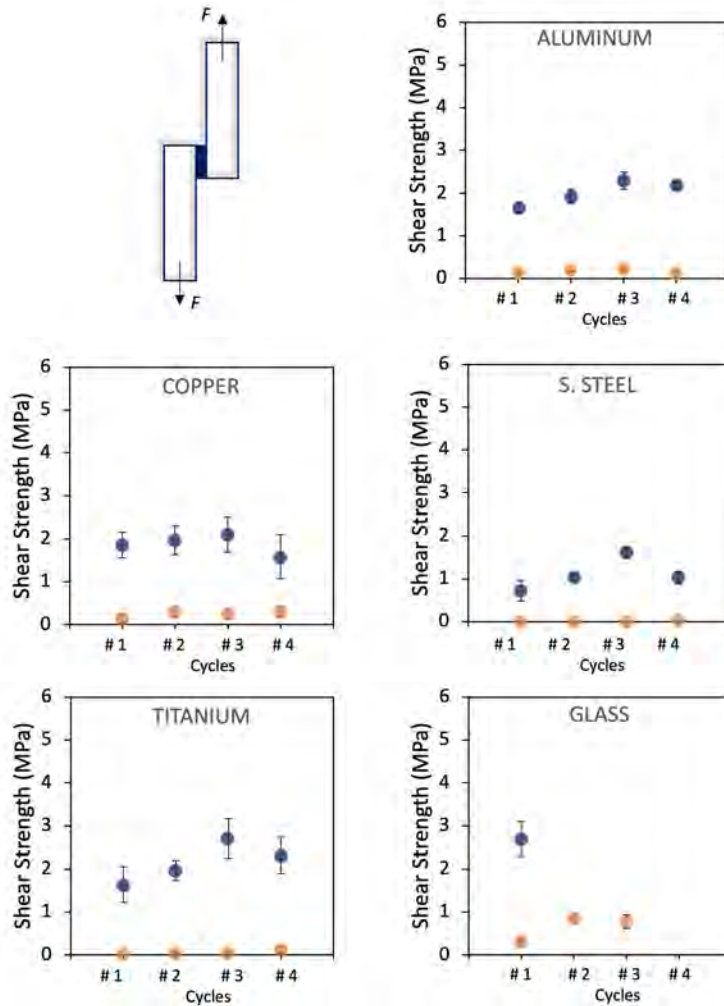 F
F
ALUMINUM
Shear Strength (MPa)
6
5
4
3
2
1
0
# 1 # 2 # 3 # 4
Cycles
COPPER
Shear Strength (MPa)
6
5
4
3
2
1
0
# 1 # 2 # 3 # 4
Cycles
S. STEEL
Shear Strength (MPa)
6
5
4
3
2
1
0
# 1 # 2 # 3 # 4
Cycles
TITANIUM
Shear Strength (MPa)
6
5
4
3
2
1
0
# 1 # 2 # 3 # 4
Cycles
GLASS
Shear Strength (MPa)
6
5
4
3
2
1
0
# 1 # 2 # 3 # 4
Cycles